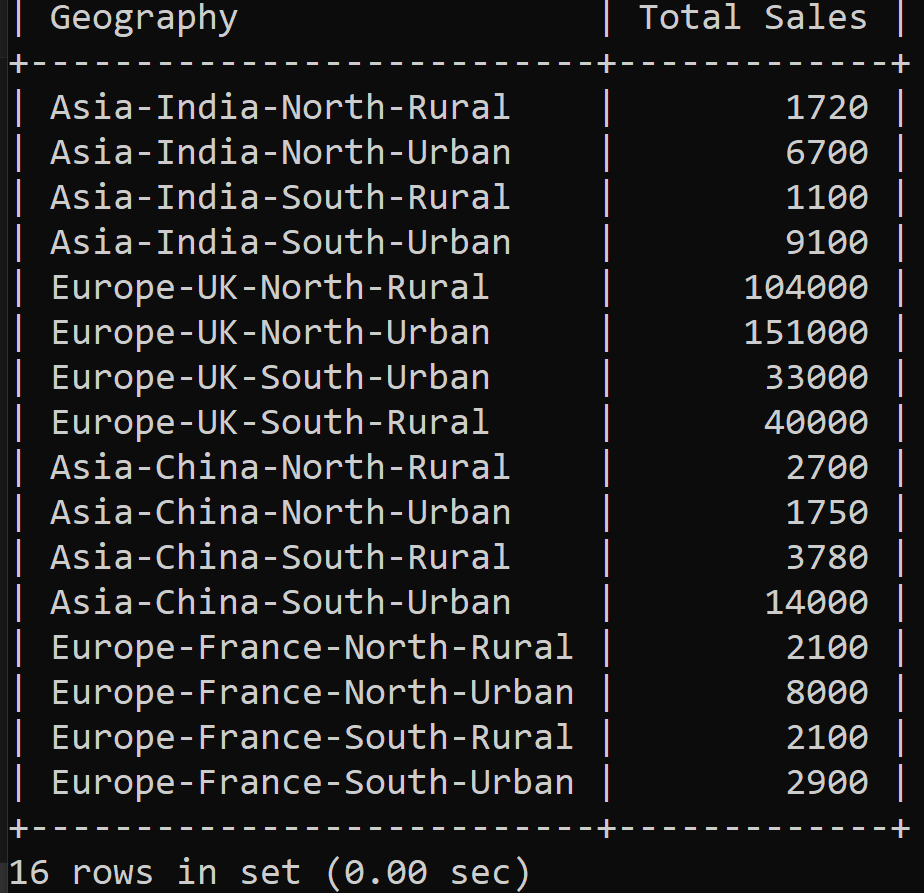 | Geography                 | Total Sales |
+---------------------------+-------------+
| Asia-India-North-Rural    |        1720 |
| Asia-India-North-Urban    |        6700 |
| Asia-India-South-Rural    |        1100 |
| Asia-India-South-Urban    |        9100 |
| Europe-UK-North-Rural     |      104000 |
| Europe-UK-North-Urban     |      151000 |
| Europe-UK-South-Urban     |       33000 |
| Europe-UK-South-Rural     |       40000 |
| Asia-China-North-Rural    |        2700 |
| Asia-China-North-Urban    |        1750 |
| Asia-China-South-Rural    |        3780 |
| Asia-China-South-Urban    |       14000 |
| Europe-France-North-Rural |        2100 |
| Europe-France-North-Urban |        8000 |
| Europe-France-South-Rural |        2100 |
| Europe-France-South-Urban |        2900 |
+---------------------------+-------------+
16 rows in set (0.00 sec)